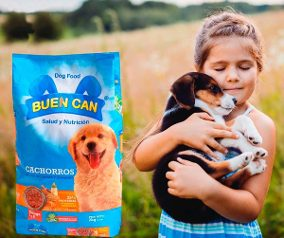 Dog Food
BUEN CAN
Salud y Nutrición
CACHORROS